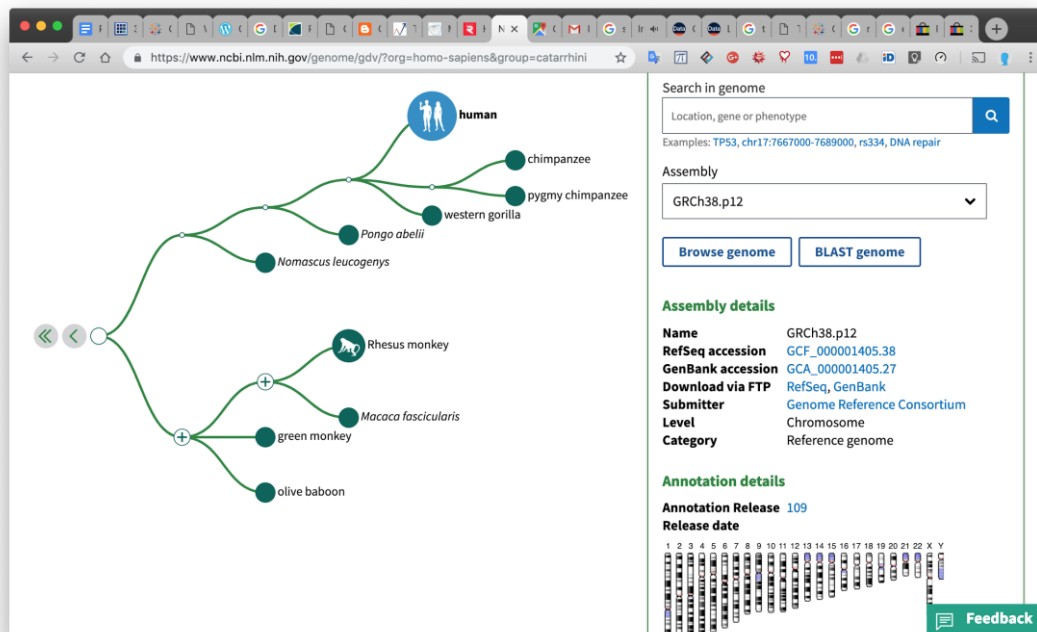 https://www.ncbi.nlm.nih.gov/genome/gdv/?org=homo-sapiens&group=catarrhini
human
chimpanzee
pygmy chimpanzee
western gorilla
Pongo abelii
Nomascus leucogenys
Rhesus monkey
Macaca fascicularis
green monkey
olive baboon
Search in genome
Location, gene or phenotype
Examples: TP53, chr17:7667000-7689000, rs334, DNA repair
Assembly
GRCh38.p12
Browse genome BLAST genome
Assembly details
Name GRCh38.p12
RefSeq accession GCF_000001405.38
GenBank accession GCA_000001405.27
Download via FTP RefSeq, GenBank
Submitter Genome Reference Consortium
Level Chromosome
Category Reference genome
Annotation details
Annotation Release 109
Release date
1 2 3 4 5 6 7 8 9 10 11 12 13 14 15 16 17 18 19 20 21 22 X Y
Feedback